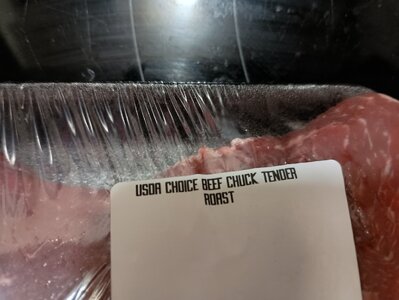 USDA CHOICE BEEF CHUCK TENDER
ROAST